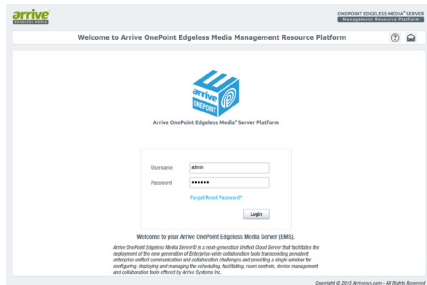 arrive
EDGELESS MEDIA
ONEPOINT EDGELESS MEDIA® SERVER
Management Resource Platform
Welcome to Arrive OnePoint Edgeless Media Management Resource Platform
arrive
ONEPOINT
Arrive OnePoint Edgeless Media® Server Platform
Username
admin
Password
••••••
Forgot/Reset Password?
Login
Welcome to your Arrive OnePoint Edgeless Media Server (EMS).
Arrive OnePoint Edgeless Media Server® is a next-generation Unified Cloud Server that facilitates the
deployment of the new generation of Enterprise-wide collaboration tools transcending prevalent
enterprise unified communication and collaboration challenges and providing a single window for
configuring, deploying and managing the scheduling, facilitating, room controls, device management
and collaboration tools offered by Arrive Systems Inc.
Copyright © 2015 Arrivesys.com - All Rights Reserved